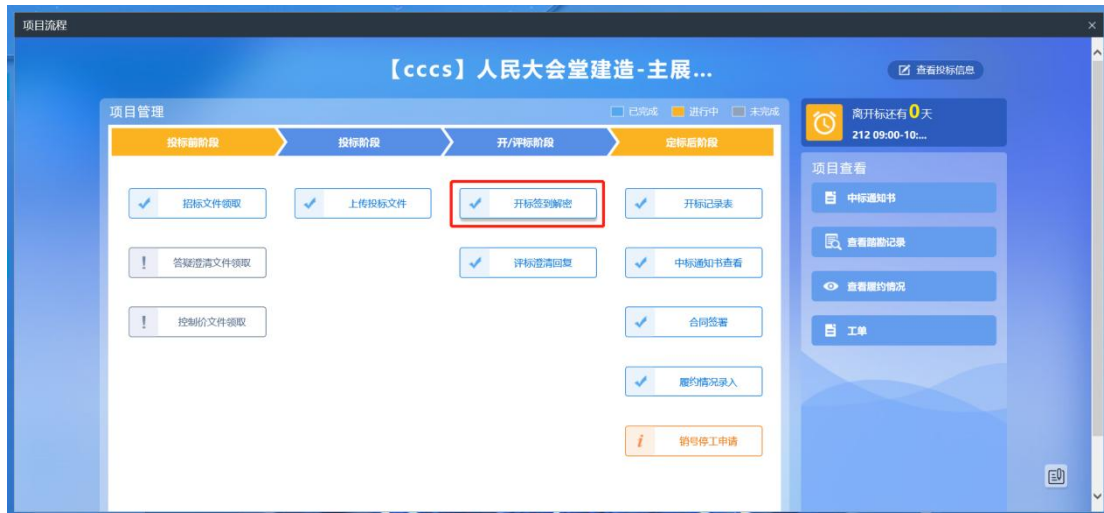 项目流程
【cccs】人民大会堂建造-主展...
查看投标信息
项目管理
已完成 进行中 未完成
投标前阶段 投标阶段 开/评标阶段 定标后阶段
招标文件领取 上传投标文件 开标签到解密 开标记录表
答疑澄清文件领取 评标澄清回复 中标通知书查看
控制价文件领取 合同签署
履约情况录入
销号停工申请
离开标还有0天
212 09:00-10:...
项目查看
中标通知书
查看踏勘记录
查看履约情况
工单